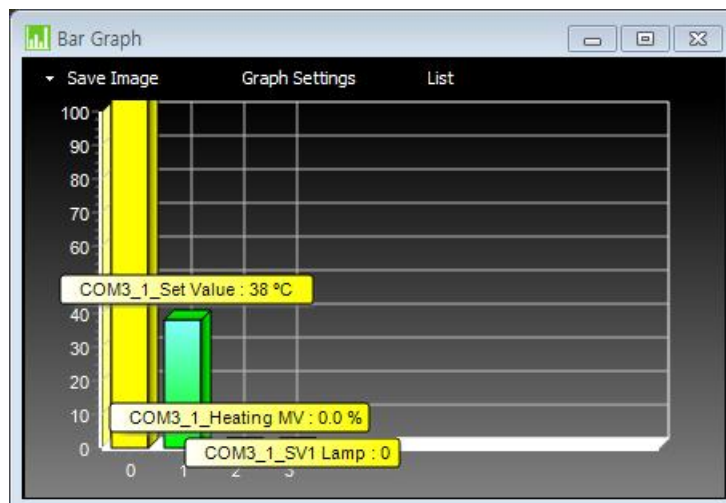 Bar Graph
Save Image Graph Settings List
100
90
80
70
60
COM3_1_Set Value : 38 ºC
40
30
20
10
COM3_1_Heating MV : 0.0 %
0
COM3_1_SV1 Lamp : 0
0 1 2 3